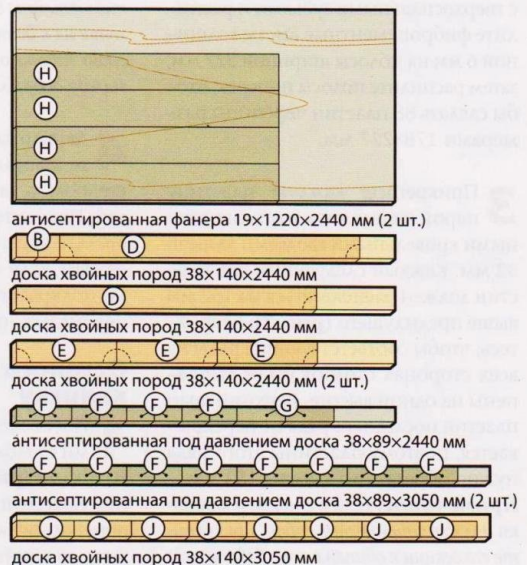 H
H
H
H
антисептированная фанера 19×1220×2440 мм (2 шт.)
B D
доска хвойных пород 38×140×2440 мм
D
доска хвойных пород 38×140×2440 мм
E E E
доска хвойных пород 38×140×2440 мм (2 шт.)
F F F F G
антисептированная под давлением доска 38×89×2440 мм
F F F F F F F F
антисептированная под давлением доска 38×89×3050 мм (2 шт.)
J J J J J J J J
доска хвойных пород 38×140×3050 мм